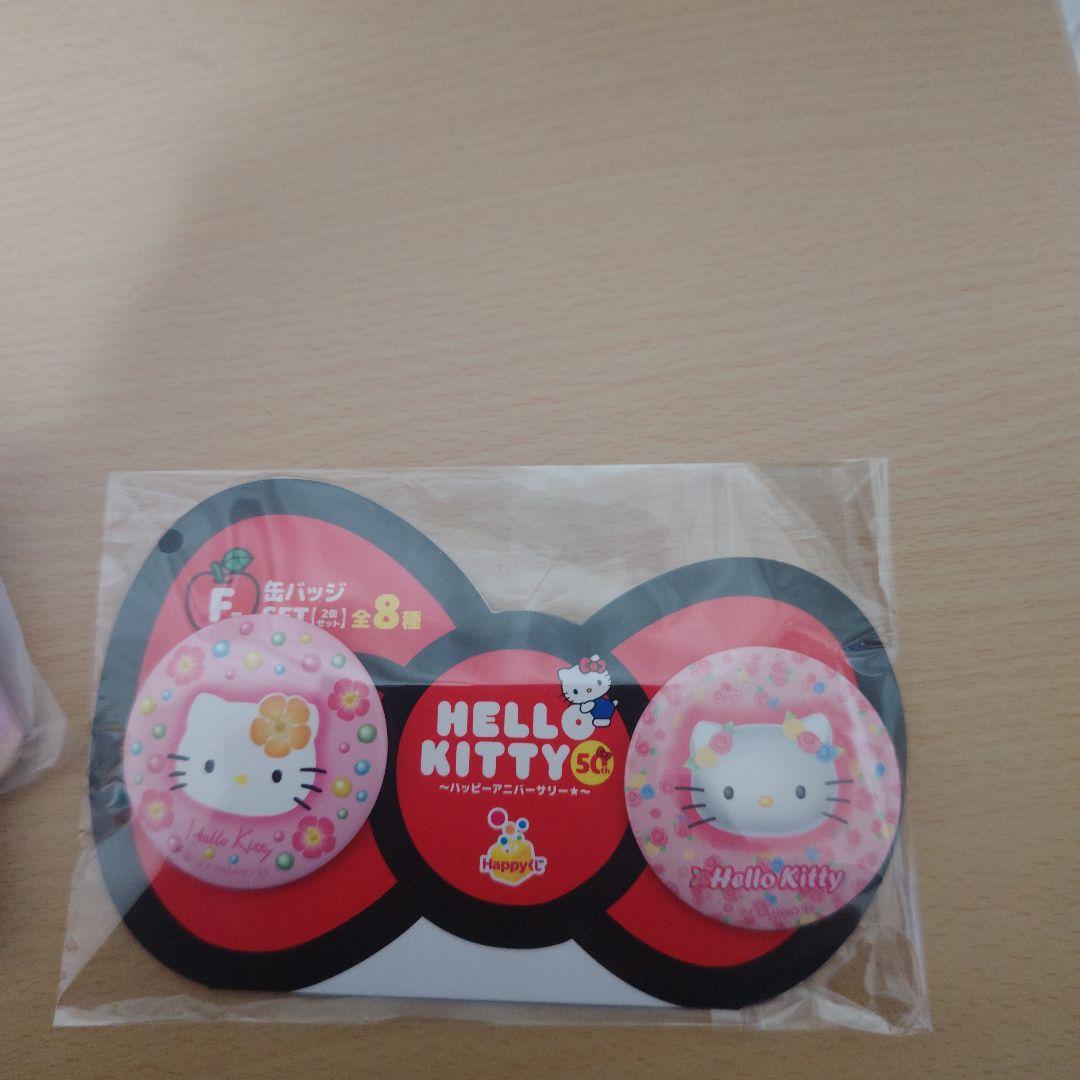 F
缶バッジ
SET【2個セット】全8種
HELLO
KITTY 50th
～ハッピーアニバーサリー★～
Happyくじ
Hello Kitty
Hello Kitty